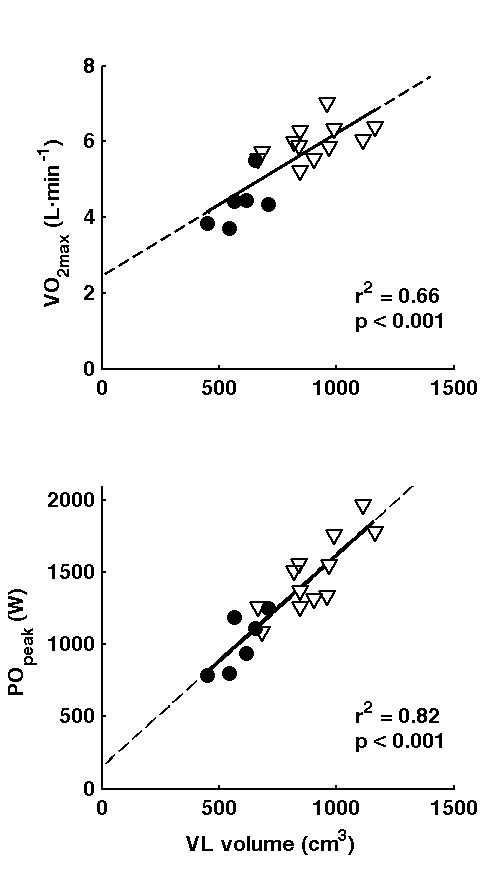 8
6
4
2
0
VO2max (L·min-1)
r2 = 0.66
p < 0.001
0 500 1000 1500
2000
1500
1000
500
0
POpeak (W)
r2 = 0.82
p < 0.001
0 500 1000 1500
VL volume (cm3)